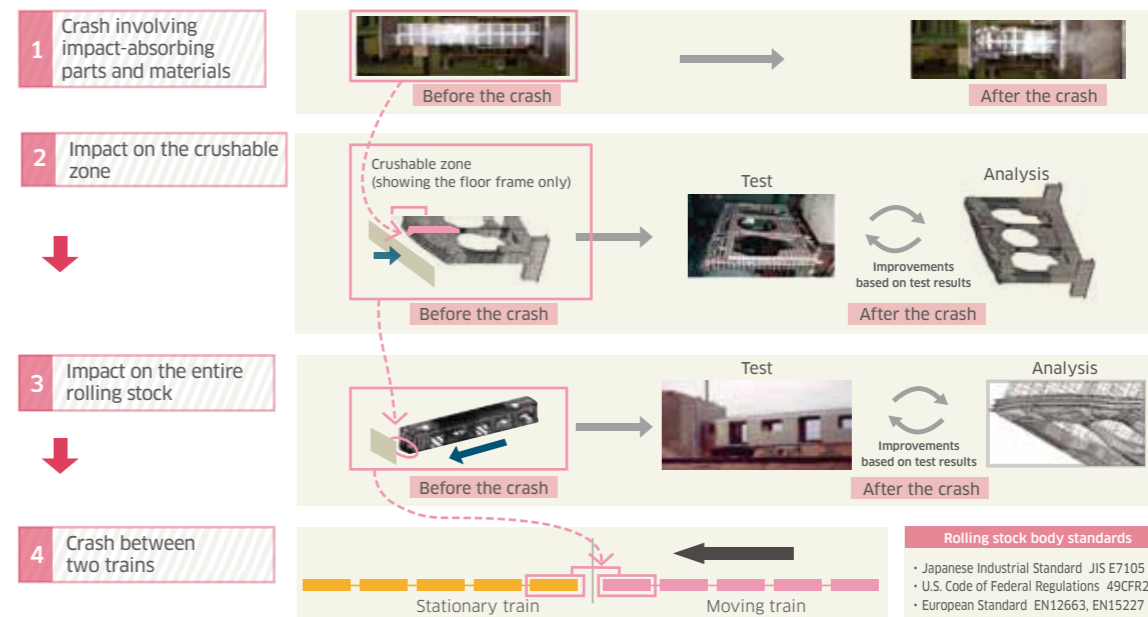 1
Crash involving
impact-absorbing
parts and materials
Before the crash
After the crash
2
Impact on the crushable
zone
Crushable zone
(showing the floor frame only)
Before the crash
Test
Analysis
Improvements
based on test results
After the crash
3
Impact on the entire
rolling stock
Before the crash
Test
Analysis
Improvements
based on test results
After the crash
4
Crash between
two trains
Stationary train
Moving train
Rolling stock body standards
・Japanese Industrial Standard JIS E7105
・U.S. Code of Federal Regulations 49CFR2
・European Standard EN12663, EN15227